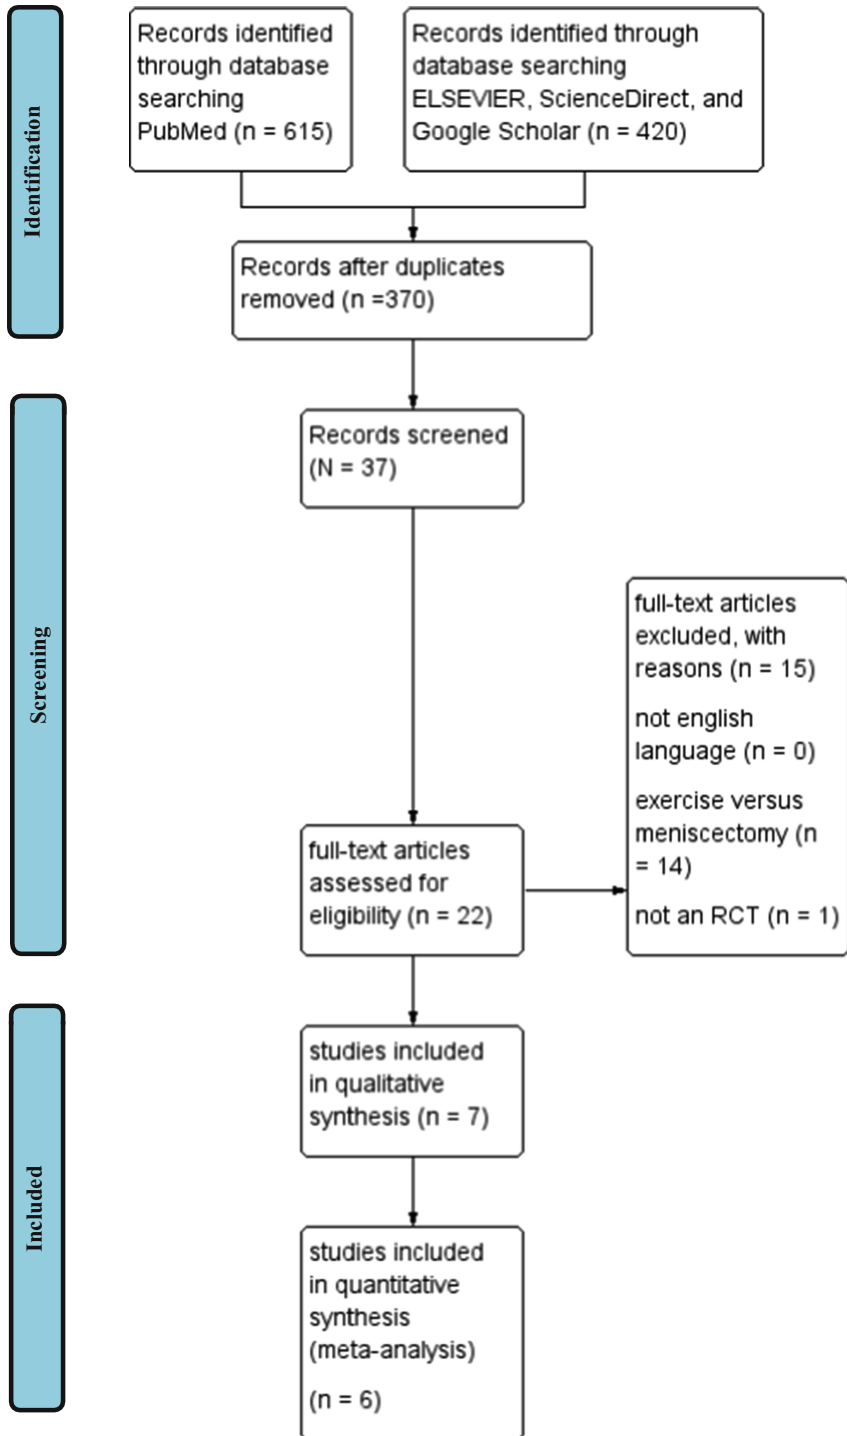 Identification
Records identified
through database
searching
PubMed (n = 615)
Records identified through
database searching
ELSEVIER, ScienceDirect, and
Google Scholar (n = 420)
Records after duplicates
removed (n =370)
Screening
Records screened
(N = 37)
full-text articles
assessed for
eligibility (n = 22)
full-text articles
excluded, with
reasons (n = 15)
not english
language (n = 0)
exercise versus
meniscectomy (n
= 14)
not an RCT (n = 1)
Included
studies included
in qualitative
synthesis (n = 7)
studies included
in quantitative
synthesis
(meta-analysis)
(n = 6)